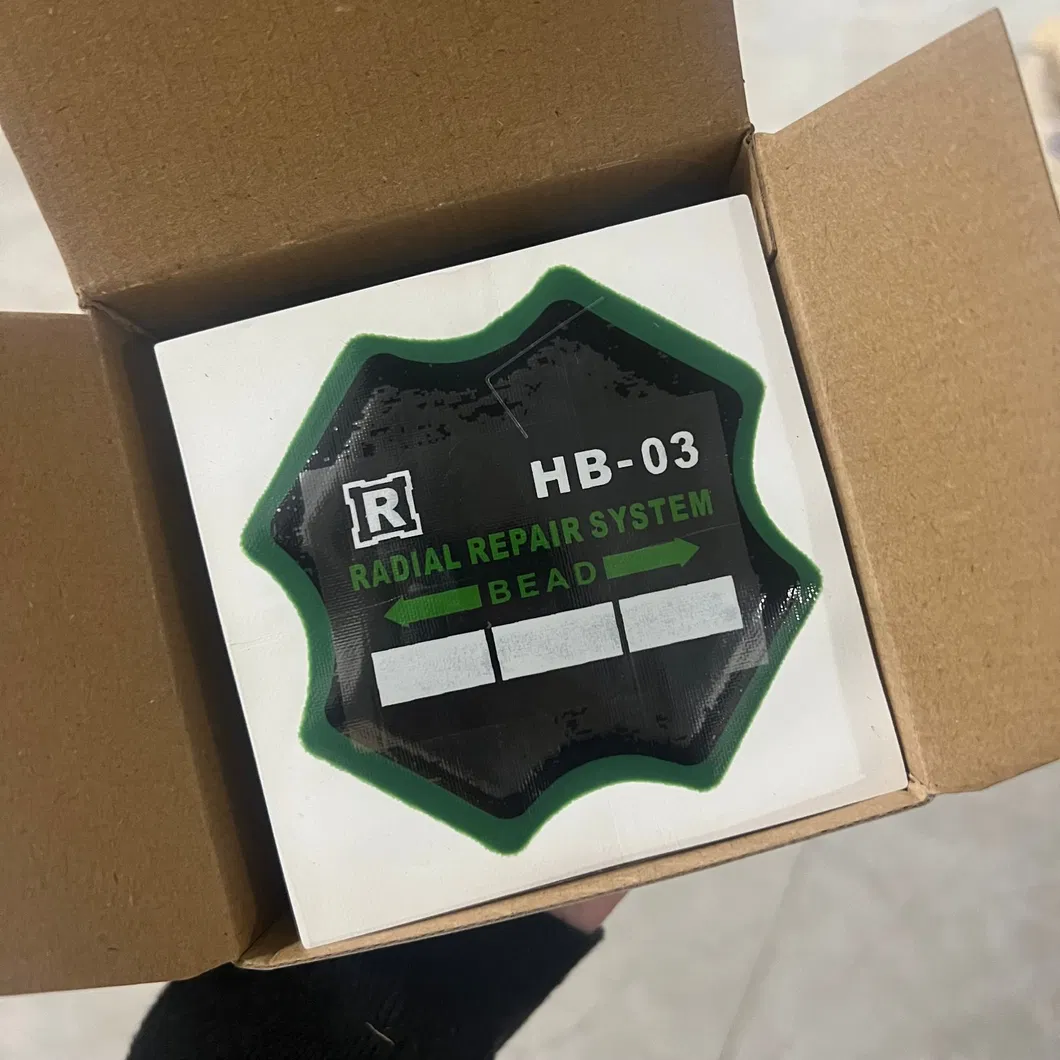 HB-03
R
RADIAL REPAIR SYSTEM
BEAD